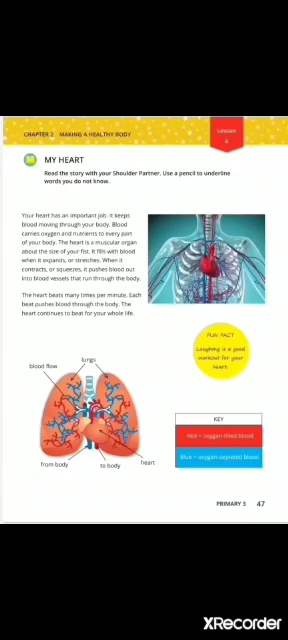 CHAPTER 2 MAKING A HEALTHY BODY
Lesson
MY HEART
Read the story with your Shoulder Partner. Use a pencil to underline
words you do not know.
Your heart has an important job. It keeps
blood moving through your body. Blood
carries oxygen and nutrients to every part
of your body. The heart is a muscular organ
about the size of your fist. It fills with blood
when it expands, or stretches. When it
contracts, or squeezes, it pushes blood out
into blood vessels that run through the body.
The heart beats many times per minute. Each
beat pushes blood through the body. The
heart continues to beat for your whole life.
FUN FACT
Laughing is a good
workout for your
heart.
lungs
blood flow
from body
to body
heart
KEY
Red = oxygen-filled blood
Blue = oxygen-depleted blood
PRIMARY 3 47
XRecorder